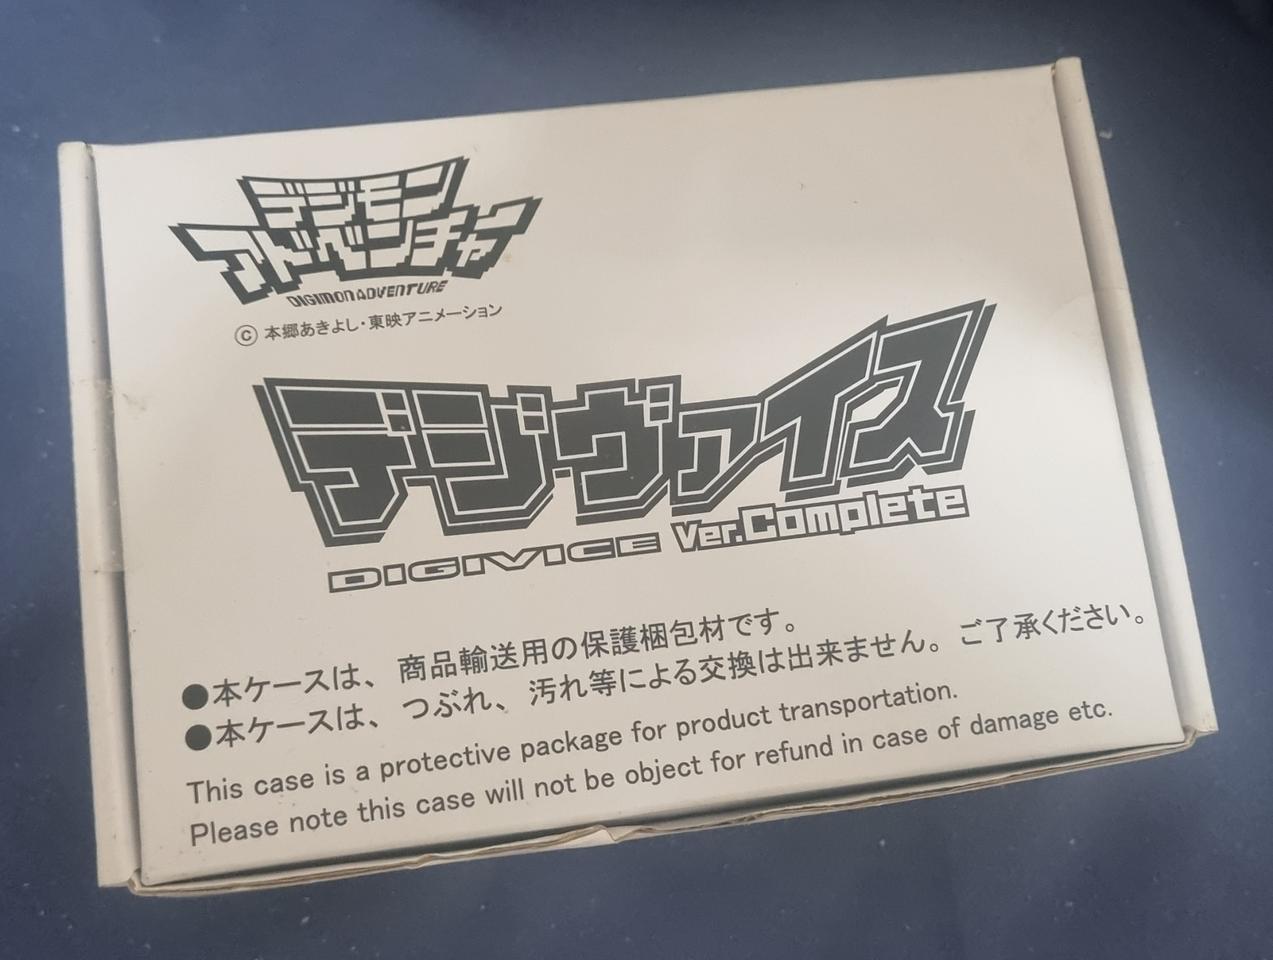 デジモン
アドベンチャー
DIGIMON ADVENTURE
© 本郷あきよし・東映アニメーション
デジヴァイス
DIGIVICE Ver.Complete
●本ケースは、商品輸送用の保護梱包材です。
●本ケースは、つぶれ、汚れ等による交換は出来ません。ご了承ください。
This case is a protective package for product transportation.
Please note this case will not be object for refund in case of damage etc.